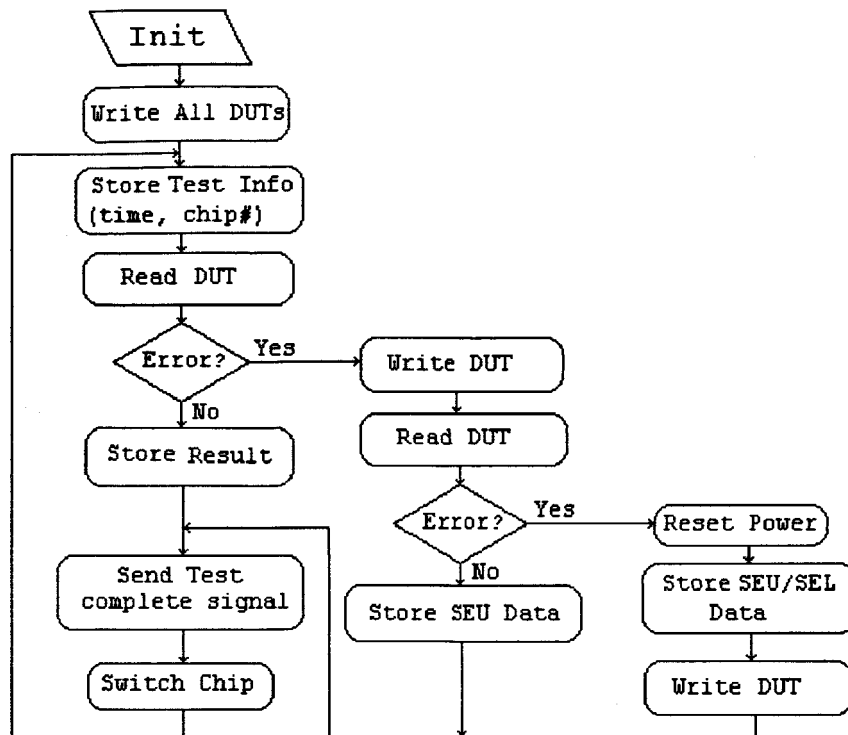 Init
Write All DUTs
Store Test Info
(time, chip#)
Read DUT
Error?
Yes
No
Store Result
Send Test
complete signal
Switch Chip
Write DUT
Read DUT
Error?
Yes
No
Store SEU Data
Reset Power
Store SEU/SEL
Data
Write DUT